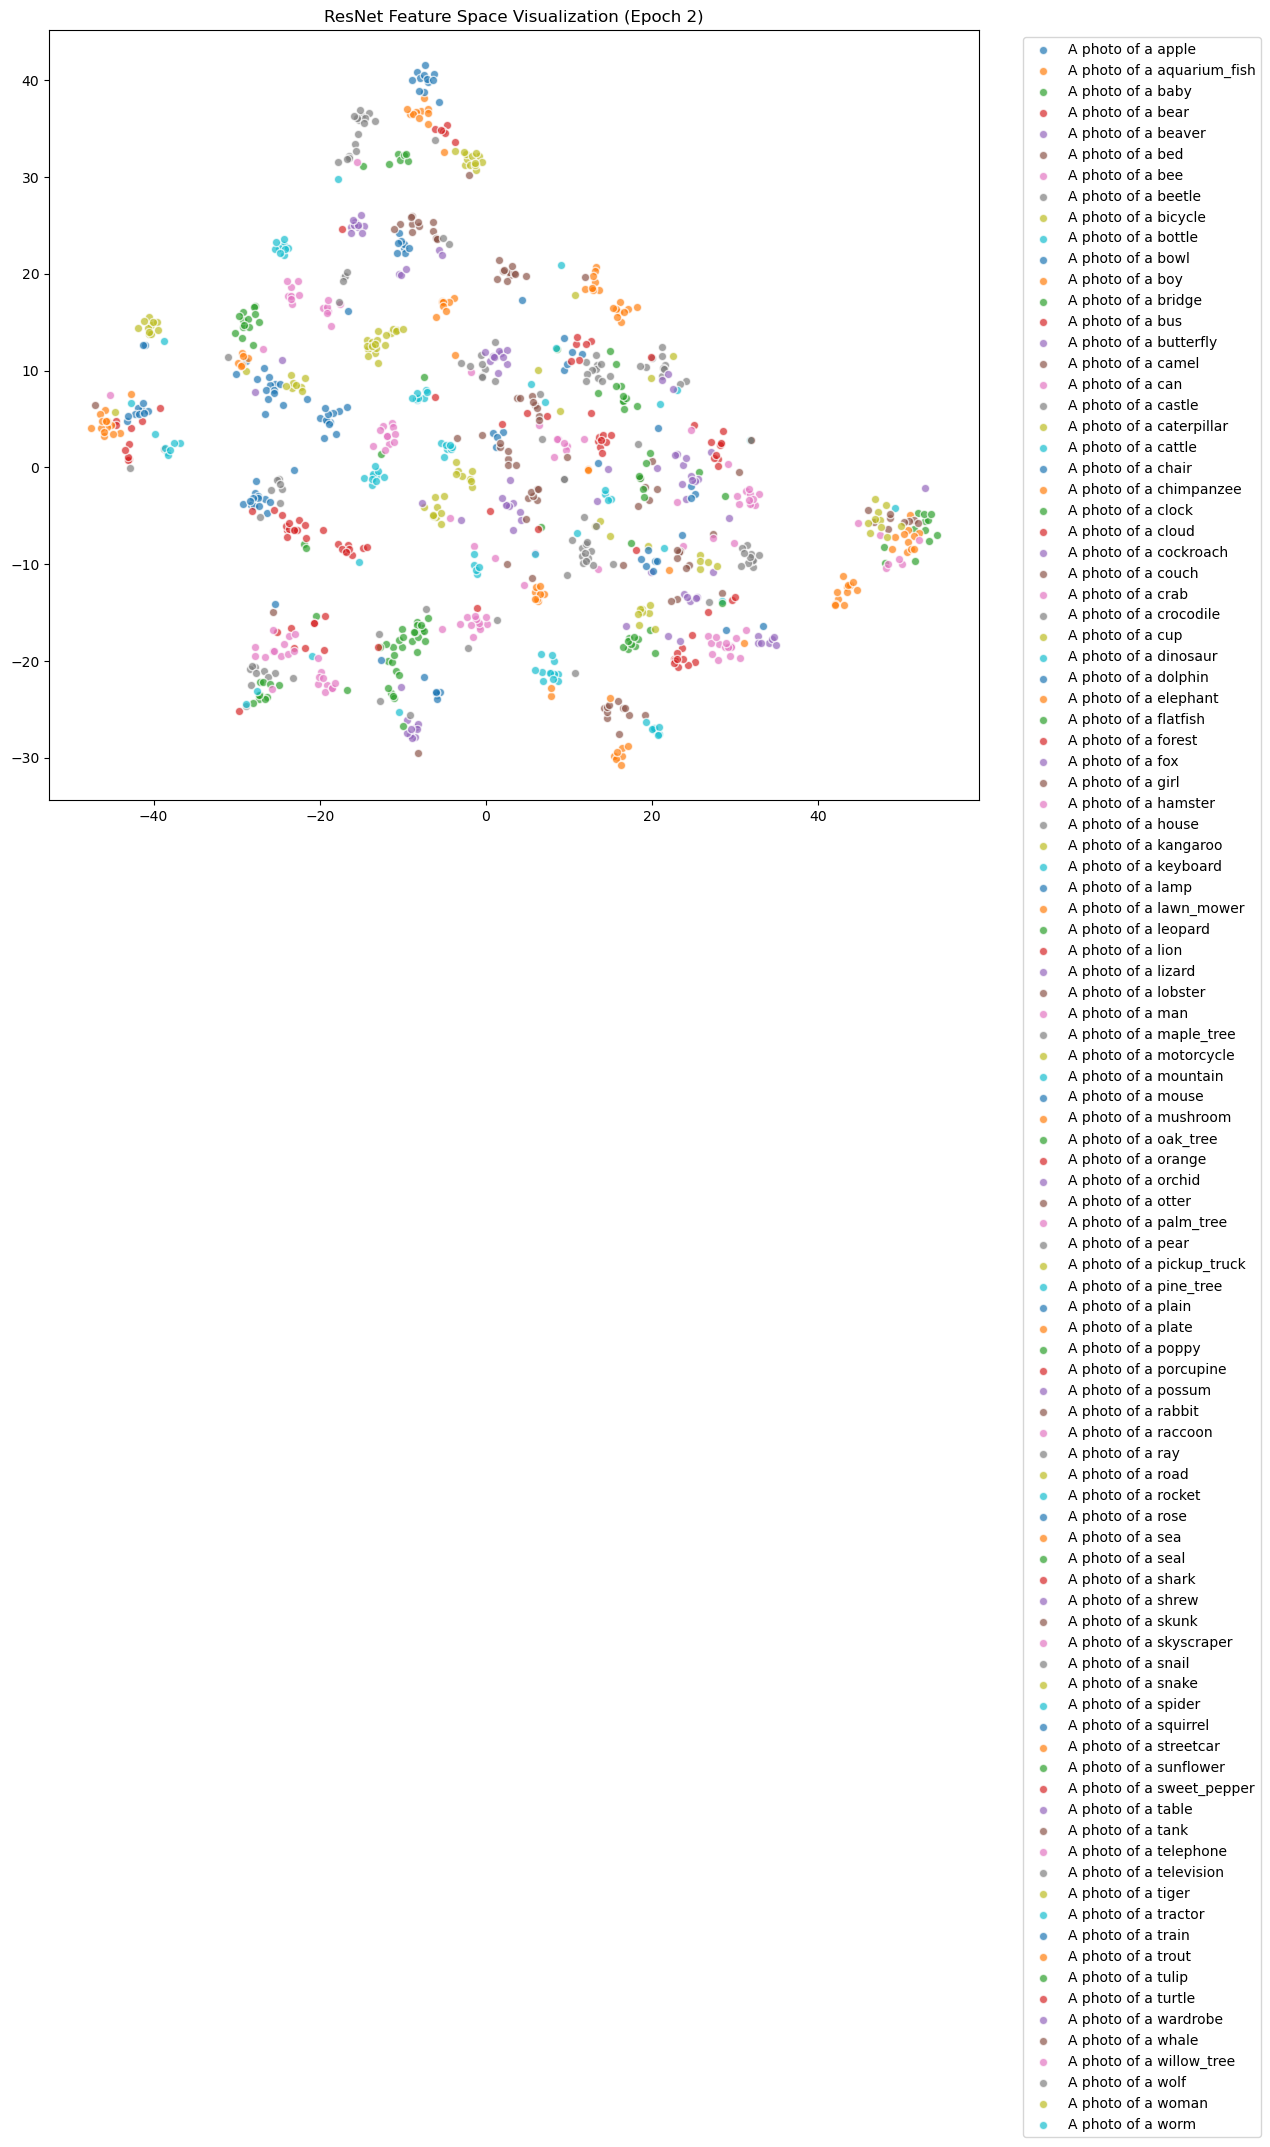 ResNet Feature Space Visualization (Epoch 2)
40
30
20
10
0
−10
−20
−30
−40
−20
0
20
40
A photo of a apple
A photo of a aquarium_fish
A photo of a baby
A photo of a bear
A photo of a beaver
A photo of a bed
A photo of a bee
A photo of a beetle
A photo of a bicycle
A photo of a bottle
A photo of a bowl
A photo of a boy
A photo of a bridge
A photo of a bus
A photo of a butterfly
A photo of a camel
A photo of a can
A photo of a castle
A photo of a caterpillar
A photo of a cattle
A photo of a chair
A photo of a chimpanzee
A photo of a clock
A photo of a cloud
A photo of a cockroach
A photo of a couch
A photo of a crab
A photo of a crocodile
A photo of a cup
A photo of a dinosaur
A photo of a dolphin
A photo of a elephant
A photo of a flatfish
A photo of a forest
A photo of a fox
A photo of a girl
A photo of a hamster
A photo of a house
A photo of a kangaroo
A photo of a keyboard
A photo of a lamp
A photo of a lawn_mower
A photo of a leopard
A photo of a lion
A photo of a lizard
A photo of a lobster
A photo of a man
A photo of a maple_tree
A photo of a motorcycle
A photo of a mountain
A photo of a mouse
A photo of a mushroom
A photo of a oak_tree
A photo of a orange
A photo of a orchid
A photo of a otter
A photo of a palm_tree
A photo of a pear
A photo of a pickup_truck
A photo of a pine_tree
A photo of a plain
A photo of a plate
A photo of a poppy
A photo of a porcupine
A photo of a possum
A photo of a rabbit
A photo of a raccoon
A photo of a ray
A photo of a road
A photo of a rocket
A photo of a rose
A photo of a sea
A photo of a seal
A photo of a shark
A photo of a shrew
A photo of a skunk
A photo of a skyscraper
A photo of a snail
A photo of a snake
A photo of a spider
A photo of a squirrel
A photo of a streetcar
A photo of a sunflower
A photo of a sweet_pepper
A photo of a table
A photo of a tank
A photo of a telephone
A photo of a television
A photo of a tiger
A photo of a tractor
A photo of a train
A photo of a trout
A photo of a tulip
A photo of a turtle
A photo of a wardrobe
A photo of a whale
A photo of a willow_tree
A photo of a wolf
A photo of a woman
A photo of a worm